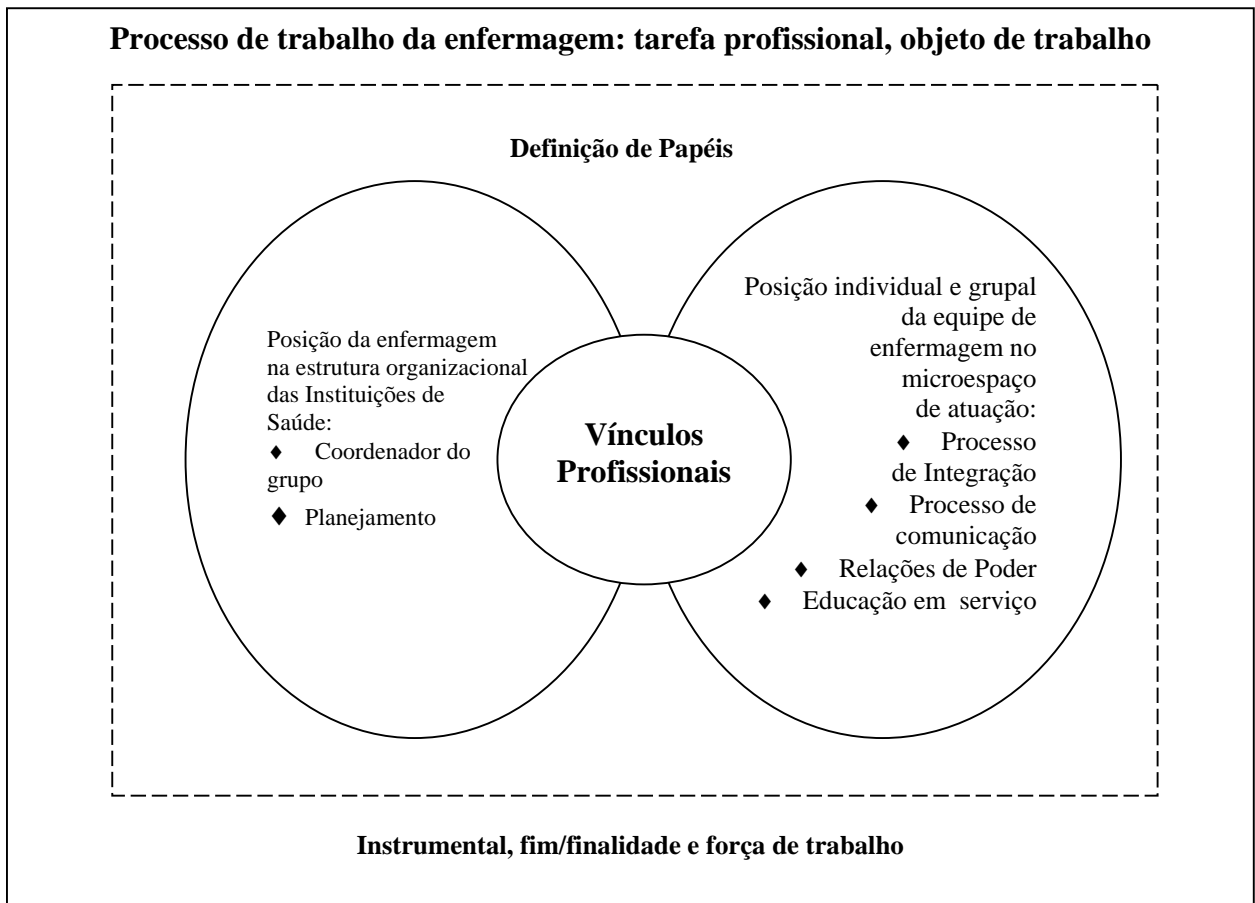 Processo de trabalho da enfermagem: tarefa profissional, objeto de trabalho
Definição de Papéis
Posição da enfermagem
na estrutura organizacional
das Instituições de
Saúde:
♦ Coordenador do
grupo
♦ Planejamento
Vínculos
Profissionais
Posição individual e grupal
da equipe de
enfermagem no
microespaço
de atuação:
♦ Processo
de Integração
♦ Processo de
comunicação
♦ Relações de Poder
♦ Educação em serviço
Instrumental, fim/finalidade e força de trabalho